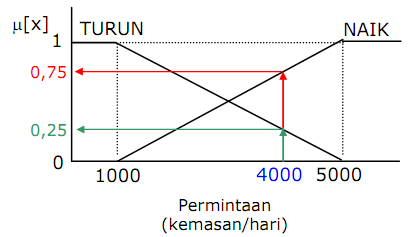 μ[x]
TURUN
NAIK
1
0,75
0,25
0
1000
4000
5000
Permintaan
(kemasan/hari)